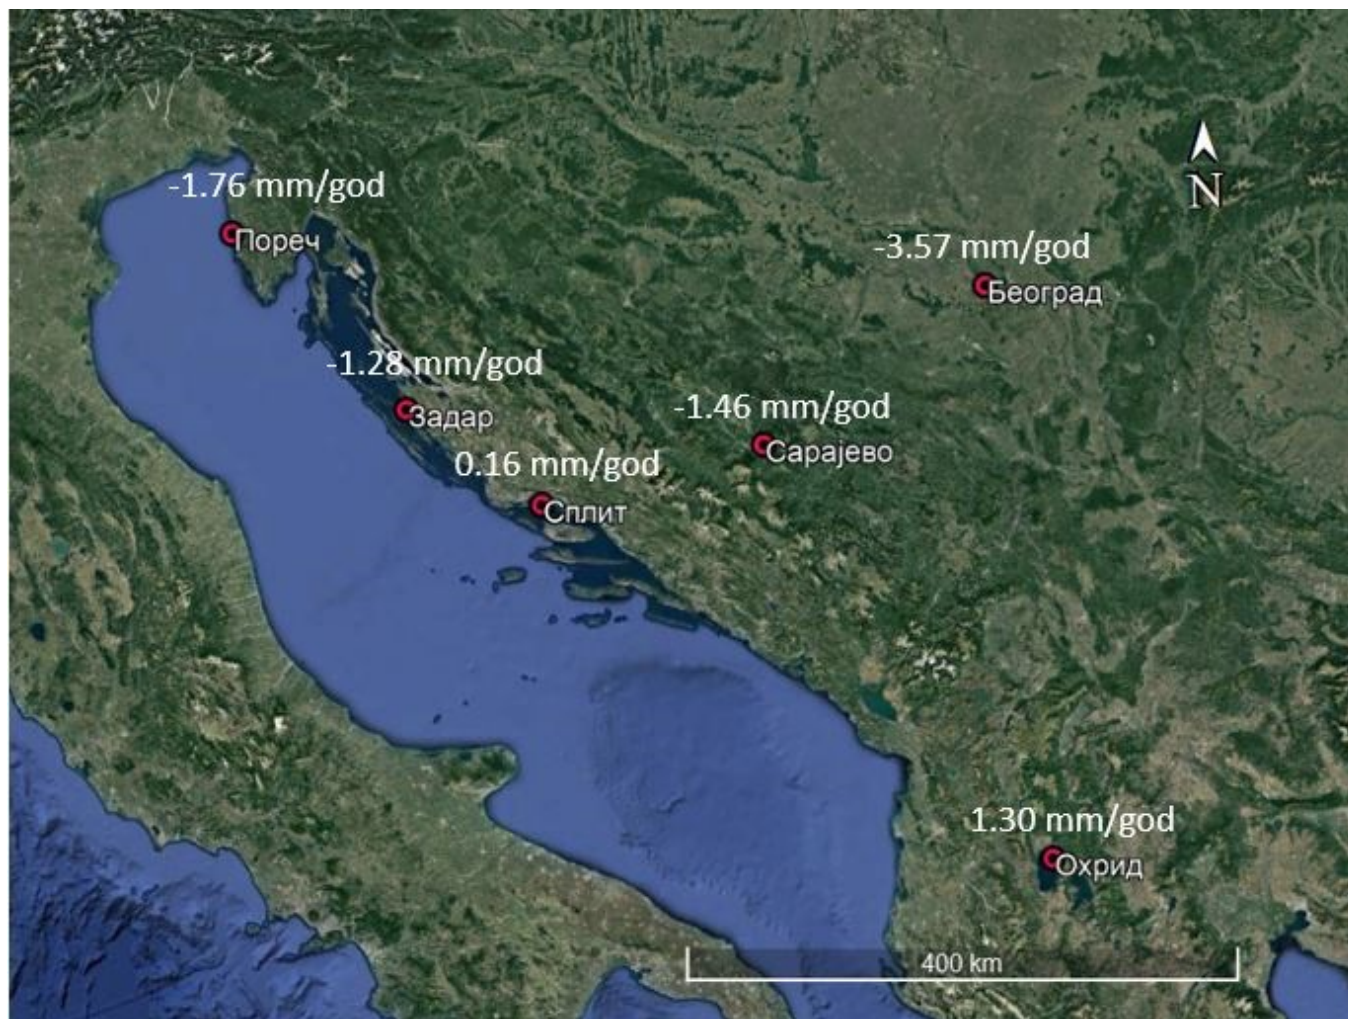 -1.76 mm/god
Пореч
N
-3.57 mm/god
Београд
-1.28 mm/god
Задар
-1.46 mm/god
Сарајево
0.16 mm/god
Сплит
1.30 mm/god
Охрид
400 km